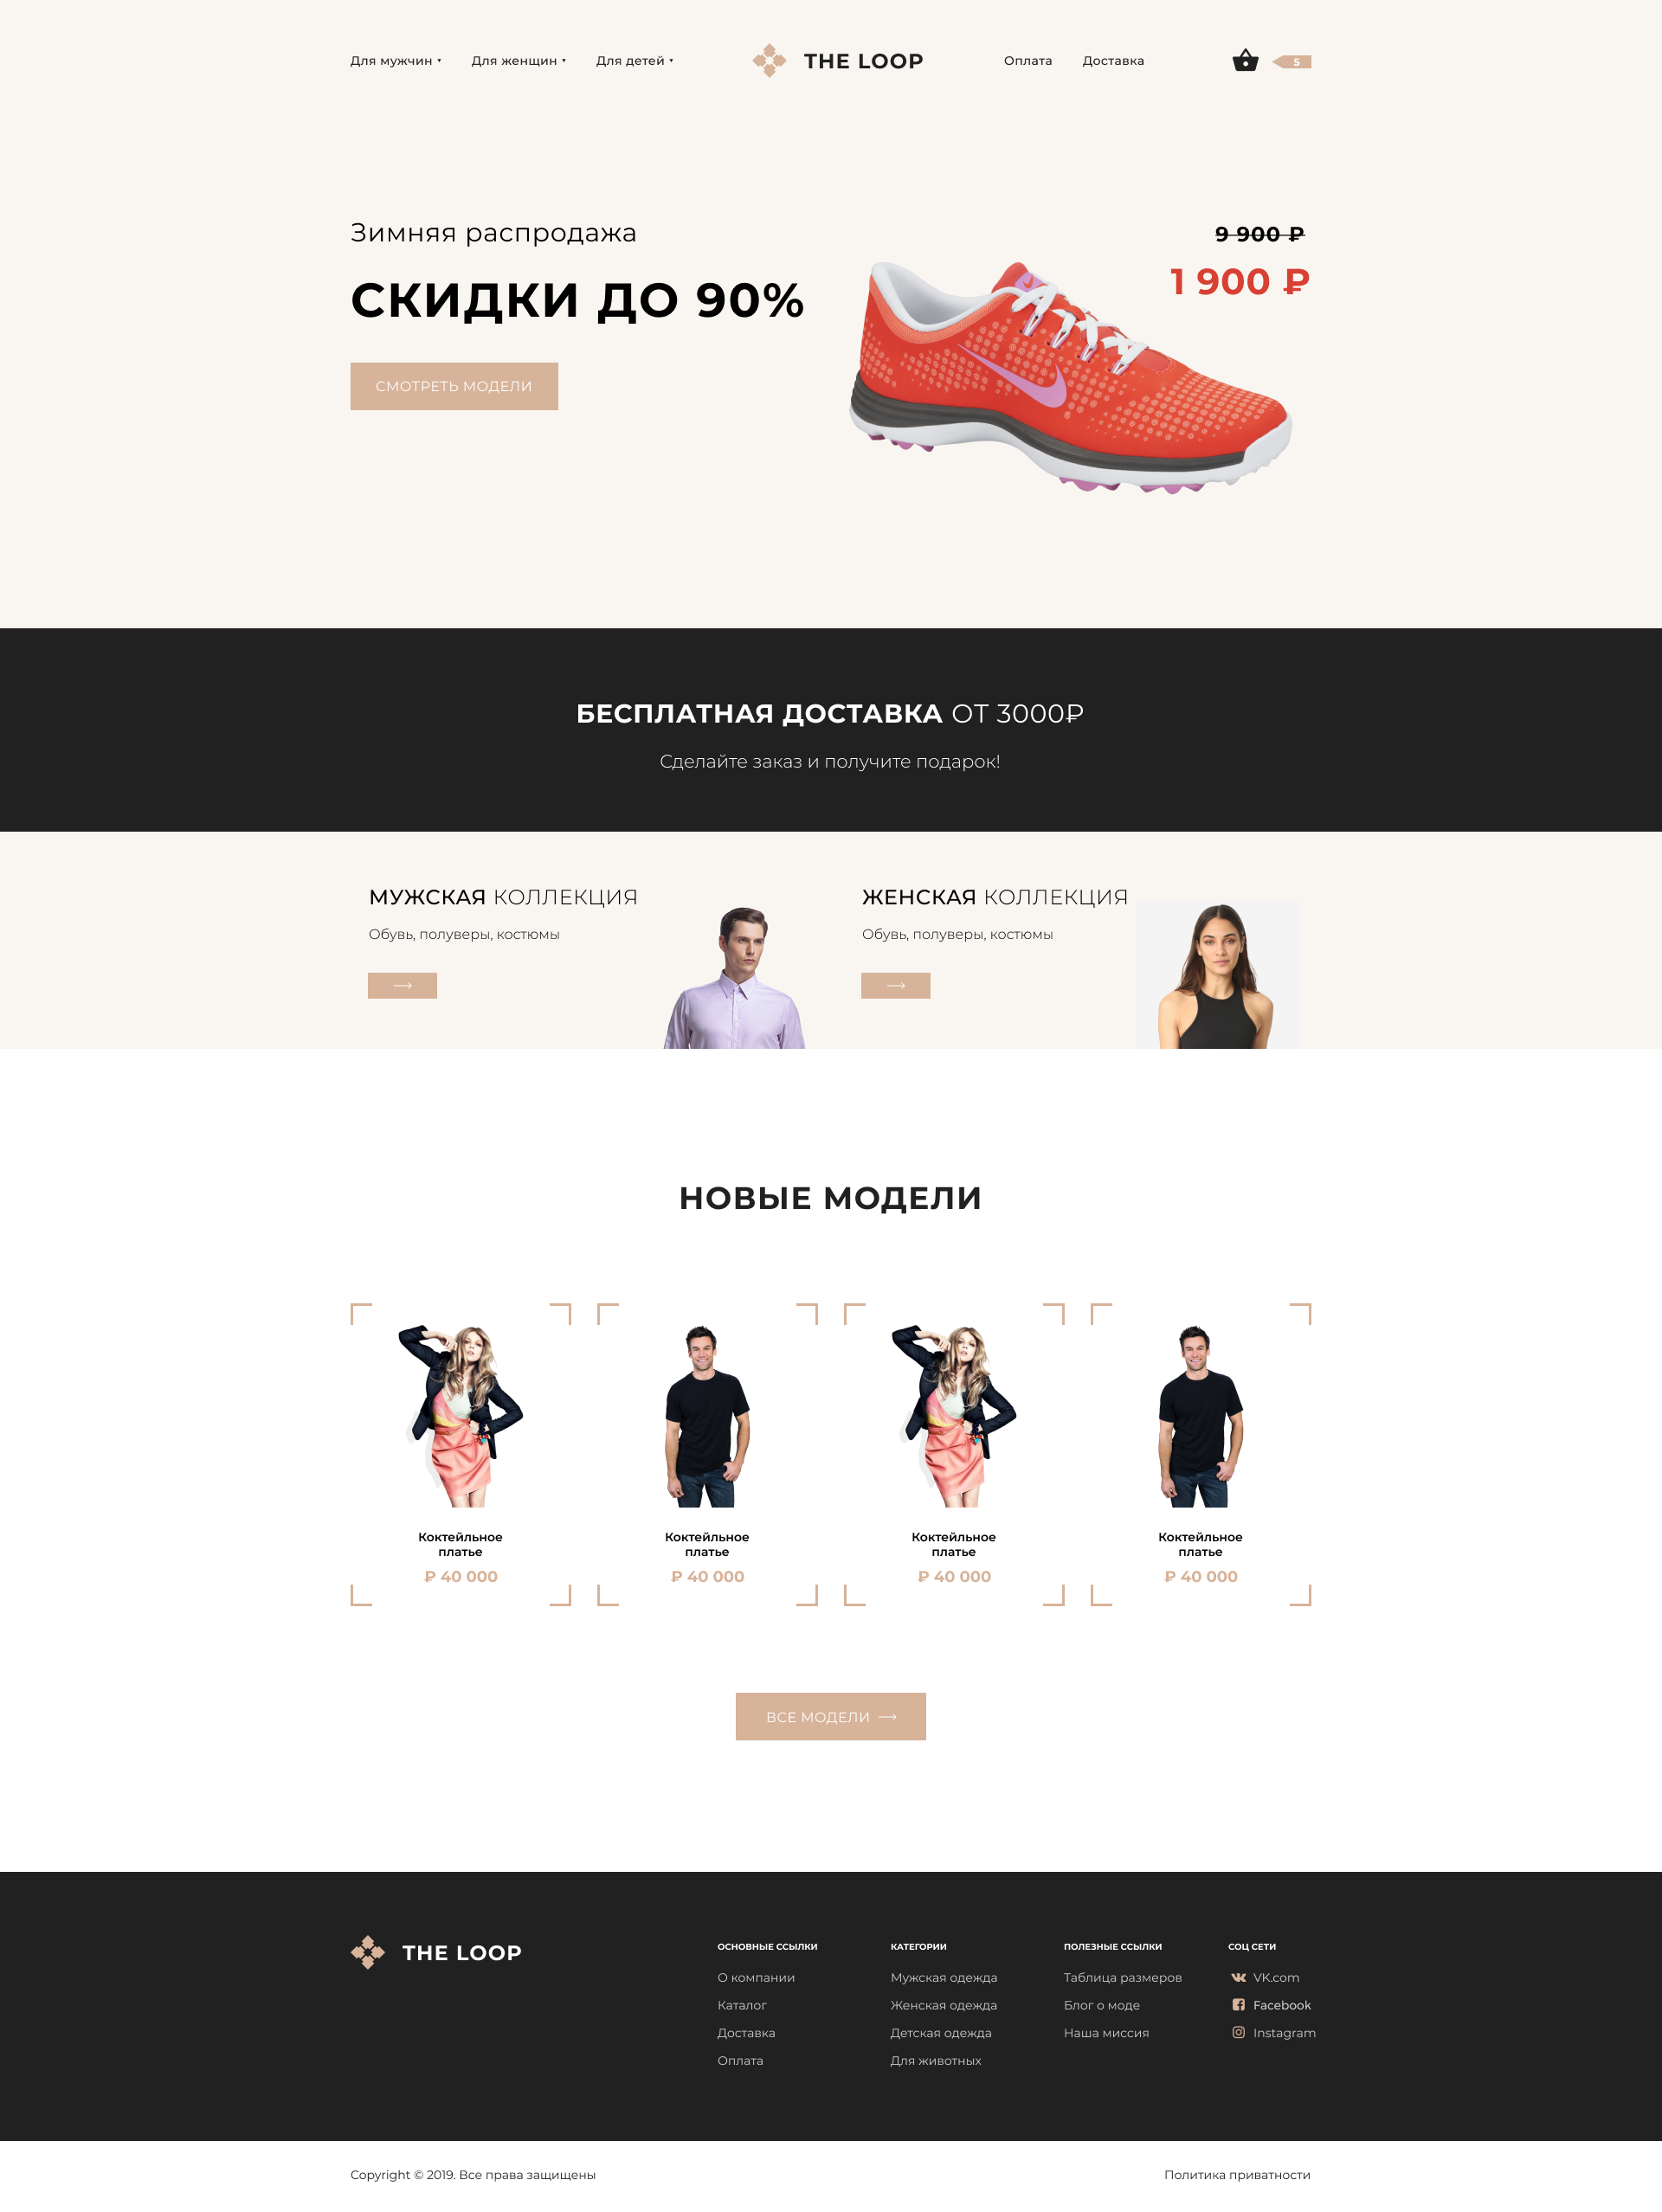 Для мужчин
Для женщин
Для детей
THE LOOP
Оплата
Доставка
5
Зимняя распродажа
СКИДКИ ДО 90%
СМОТРЕТЬ МОДЕЛИ
9 900 ₽
1 900 ₽
БЕСПЛАТНАЯ ДОСТАВКА ОТ 3000₽
Сделайте заказ и получите подарок!
МУЖСКАЯ КОЛЛЕКЦИЯ
Обувь, полуверы, костюмы
ЖЕНСКАЯ КОЛЛЕКЦИЯ
Обувь, полуверы, костюмы
НОВЫЕ МОДЕЛИ
Коктейльное
платье
₽ 40 000
Коктейльное
платье
₽ 40 000
Коктейльное
платье
₽ 40 000
Коктейльное
платье
₽ 40 000
ВСЕ МОДЕЛИ
THE LOOP
ОСНОВНЫЕ ССЫЛКИ
О компании
Каталог
Доставка
Оплата
КАТЕГОРИИ
Мужская одежда
Женская одежда
Детская одежда
Для животных
ПОЛЕЗНЫЕ ССЫЛКИ
Таблица размеров
Блог о моде
Наша миссия
СОЦ СЕТИ
VK.com
Facebook
Instagram
Copyright © 2019. Все права защищены
Политика приватности